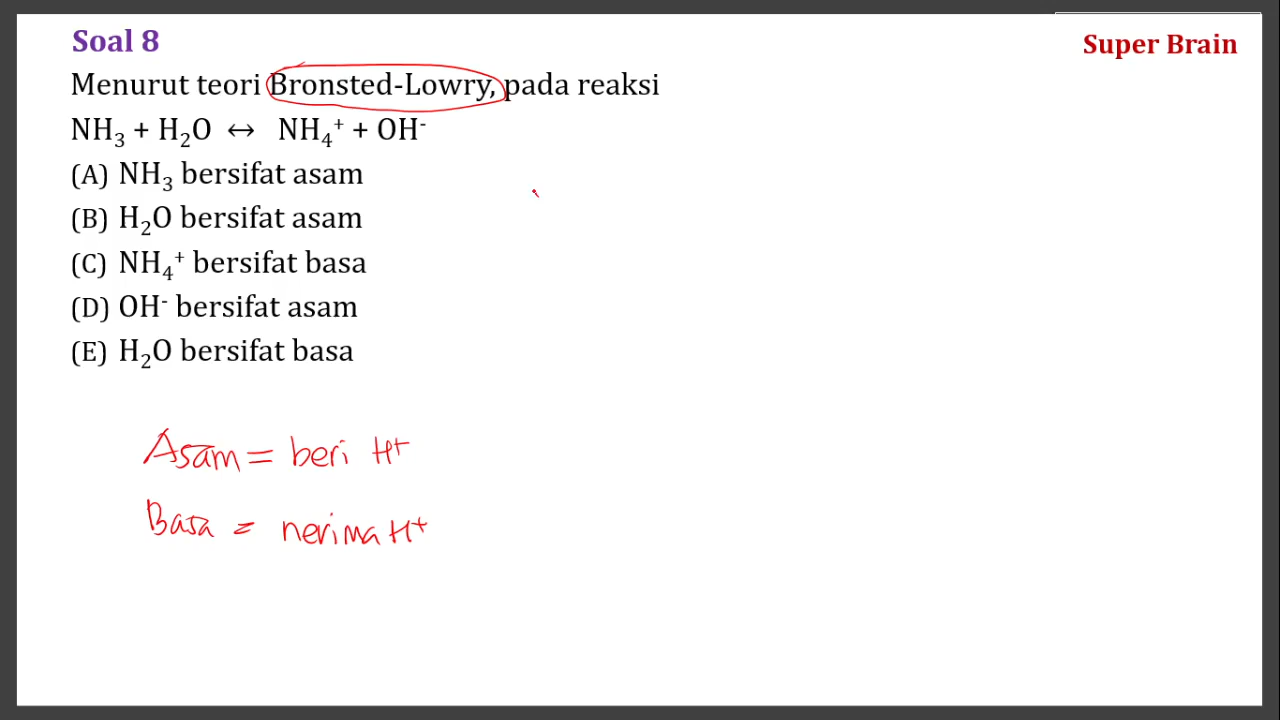 Soal 8
Super Brain
Menurut teori Bronsted-Lowry, pada reaksi
NH₃ + H₂O ↔ NH₄⁺ + OH⁻
(A) NH₃ bersifat asam
(B) H₂O bersifat asam
(C) NH₄⁺ bersifat basa
(D) OH⁻ bersifat asam
(E) H₂O bersifat basa
Asam = beri H⁺
Basa = nerima H⁺